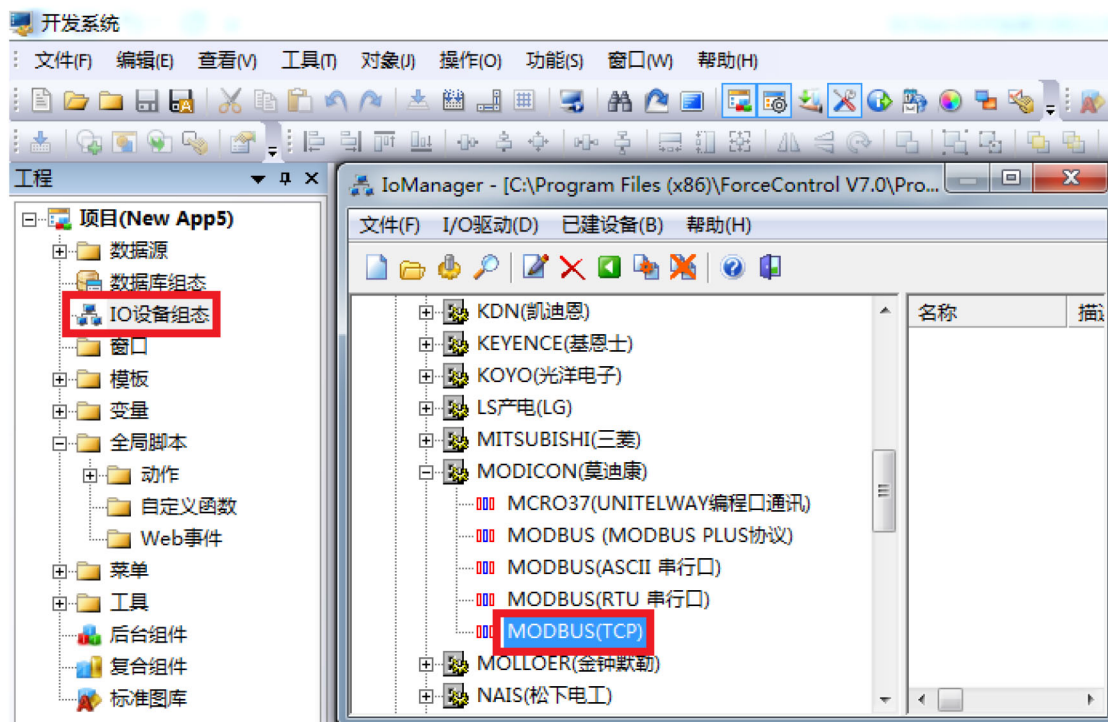 开发系统
文件(F) 编辑(E) 查看(V) 工具(T) 对象(J) 操作(O) 功能(S) 窗口(W) 帮助(H)
工程
项目(New App5)
数据源
数据库组态
IO设备组态
窗口
模板
变量
全局脚本
动作
自定义函数
Web事件
菜单
工具
后台组件
复合组件
标准图库
IoManager - [C:\Program Files (x86)\ForceControl V7.0\Pro...
文件(F) I/O驱动(D) 已建设备(B) 帮助(H)
KDN(凯迪恩)
KEYENCE(基恩士)
KOYO(光洋电子)
LS产电(LG)
MITSUBISHI(三菱)
MODICON(莫迪康)
MCRO37(UNITELWAY编程口通讯)
MODBUS (MODBUS PLUS协议)
MODBUS(ASCII 串行口)
MODBUS(RTU 串行口)
MODBUS(TCP)
MOLLOER(金钟默勒)
NAIS(松下电工)
名称 描